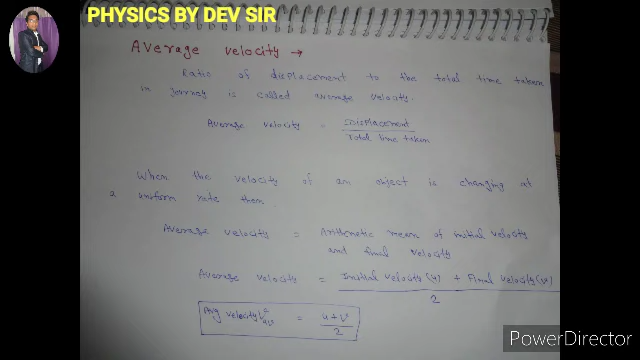 PHYSICS BY DEV SIR
Average velocity →
Ratio of displacement to the total time taken
in journey is called average velocity.
Average velocity = Displacement
Total time taken
When the velocity of an object is changing at
a uniform rate then
Average velocity = Arithmetic mean of initial velocity
and final velocity
Average velocity = Initial velocity (u) + Final velocity (v)
2
Avg velocity = u + v
2
PowerDirector